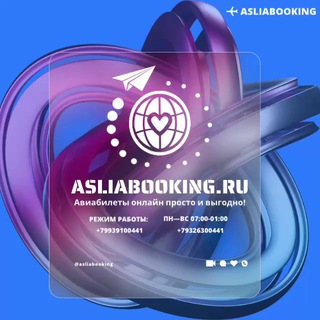 ASLIABOOKING
ASLIABOOKING.RU
Авиабилеты онлайн просто и выгодно!
РЕЖИМ РАБОТЫ: ПН—ВС 07:00-01:00
+79939100441 +79326300441
@asliabooking